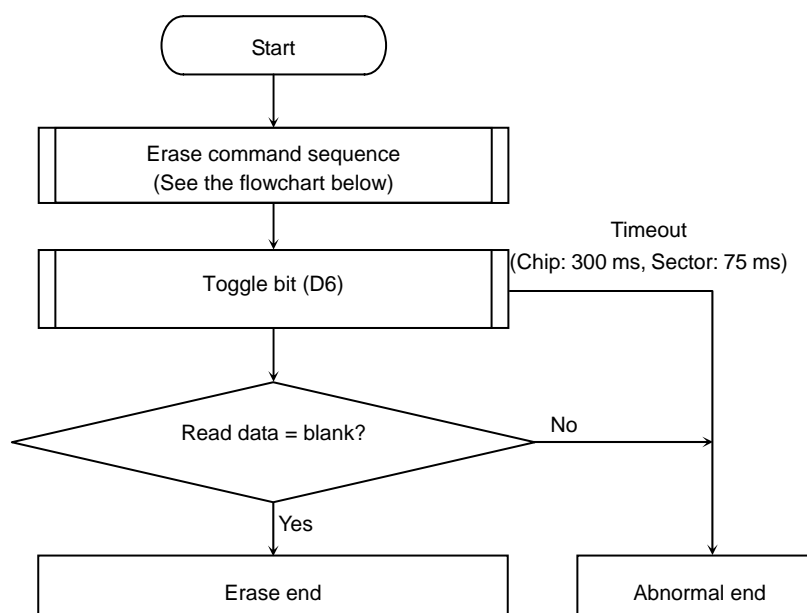 Start
Erase command sequence
(See the flowchart below)
Timeout
(Chip: 300 ms, Sector: 75 ms)
Toggle bit (D6)
Read data = blank?
No
Yes
Erase end
Abnormal end